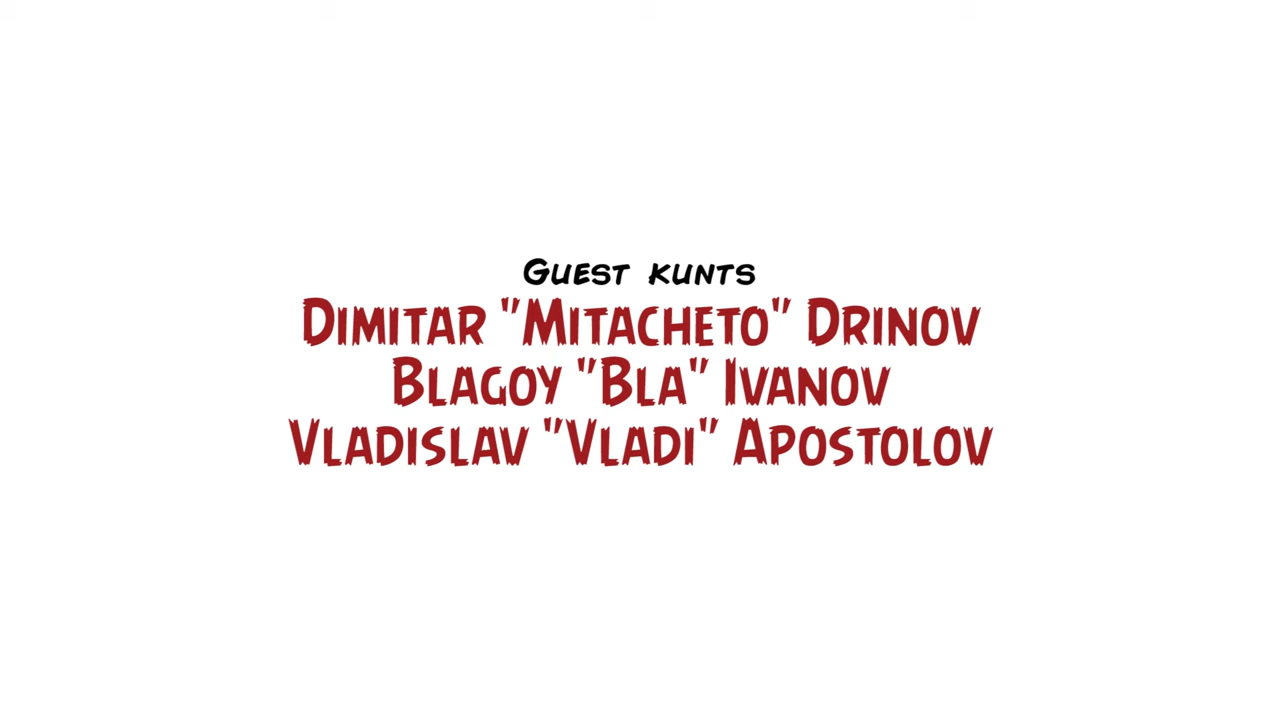 Guest kunts
Dimitar "Mitacheto" Drinov
Blagoy "Bla" Ivanov
Vladislav "Vladi" Apostolov